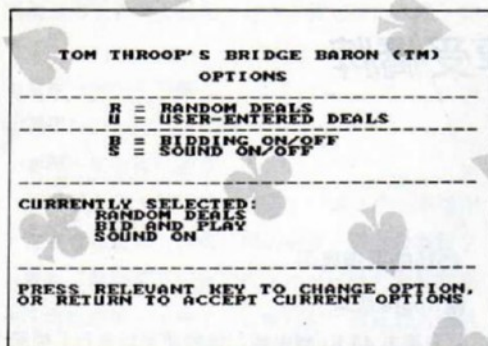 TOM THROOP'S BRIDGE BARON (TM)
OPTIONS
R = RANDOM DEALS
U = USER-ENTERED DEALS
B = BIDDING ON/OFF
S = SOUND ON/OFF
CURRENTLY SELECTED:
RANDOM DEALS
BID AND PLAY
SOUND ON
PRESS RELEVANT KEY TO CHANGE OPTION,
OR RETURN TO ACCEPT CURRENT OPTIONS